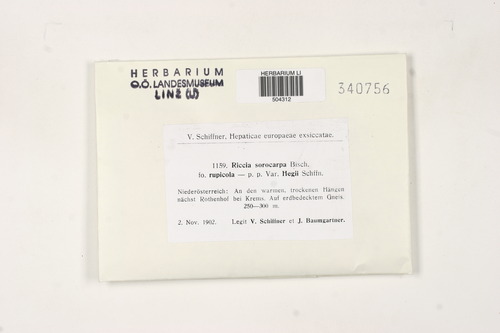 HERBARIUM
O.Ö. LANDESMUSEUM
LINZ (LI)
HERBARIUM LI
504312
340756
V. Schiffner, Hepaticae europaeae exsiccatae.
1159. Riccia sorocarpa Bisch.
fo. rupicola — p. p. Var. Hegii Schffn.
Niederösterreich: An den warmen, trockenen Hängen
nächst Rothenhof bei Krems. Auf erdbedecktem Gneis.
250—300 m.
2. Nov. 1902. Legit V. Schiffner et J. Baumgartner.